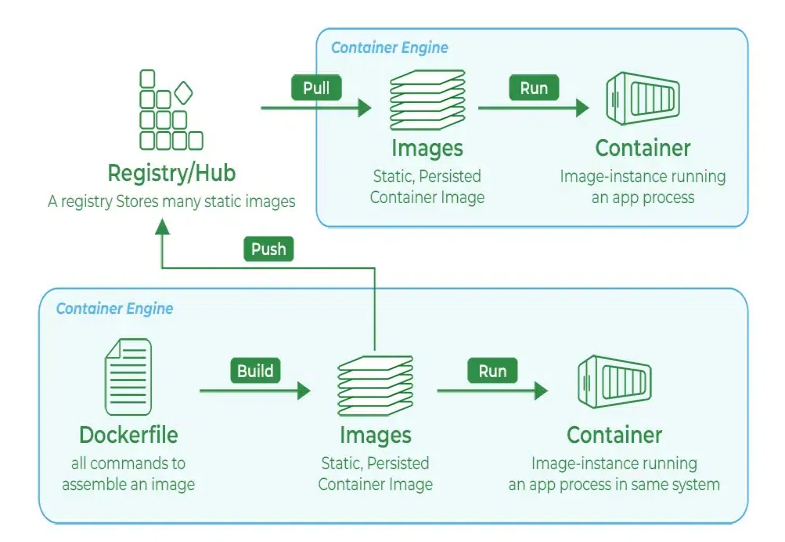 Container Engine
Pull
Run
Images
Static, Persisted
Container Image
Container
Image-instance running
an app process
Registry/Hub
A registry Stores many static images
Push
Container Engine
Build
Run
Dockerfile
all commands to
assemble an image
Images
Static, Persisted
Container Image
Container
Image-instance running
an app process in same system